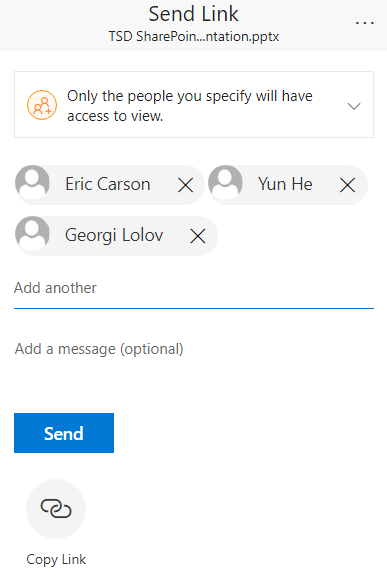 Send Link
TSD SharePoin...ntation.pptx
Only the people you specify will have
access to view.
Eric Carson
Yun He
Georgi Lolov
Add another
Add a message (optional)
Send
Copy Link